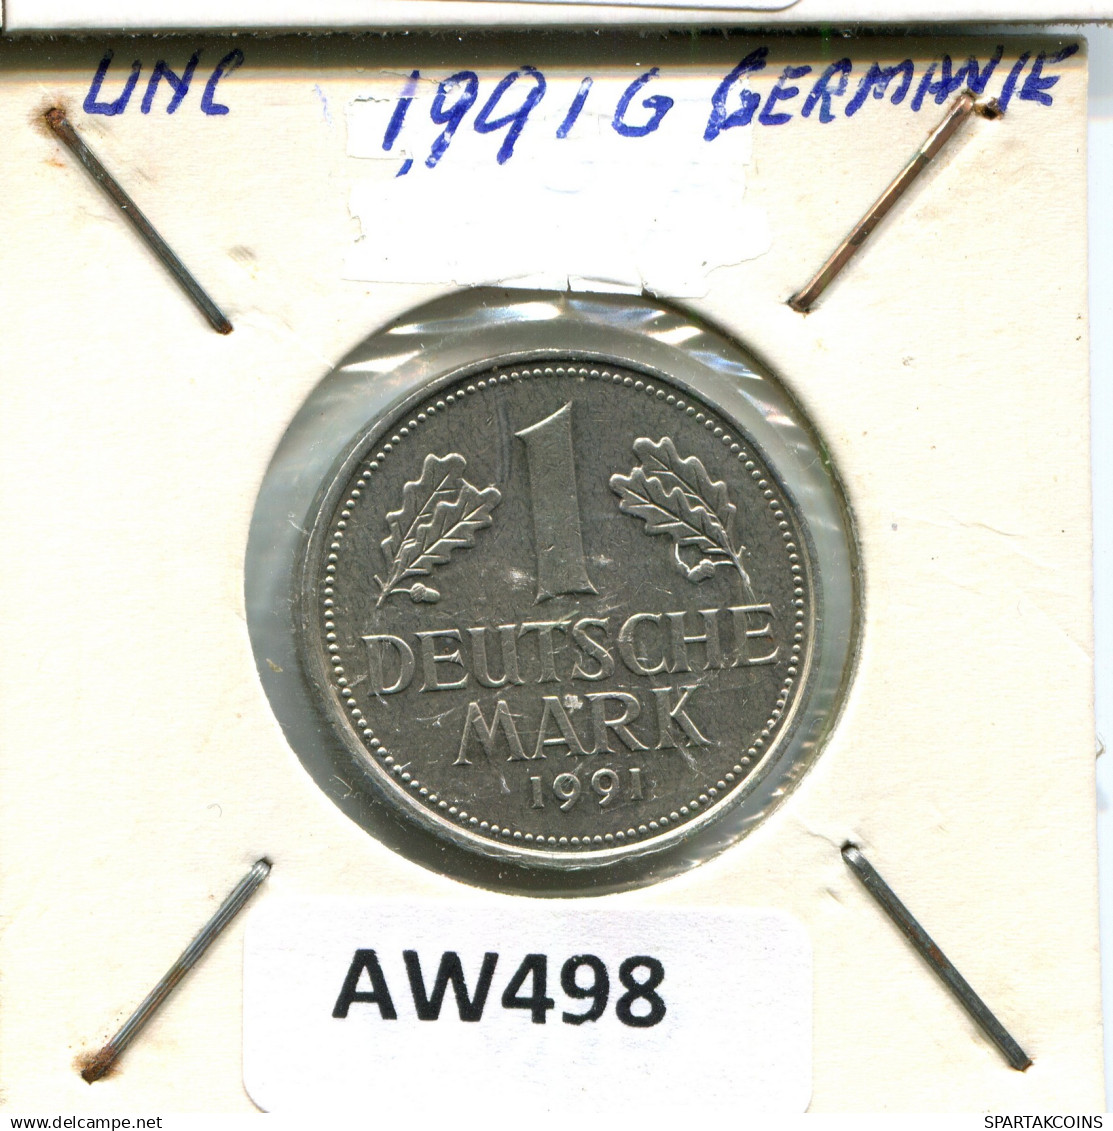 UNC 1991 G GERMANIE
1
DEUTSCHE
MARK
1991
AW498
www.delcampe.net
SPARTAKCOINS